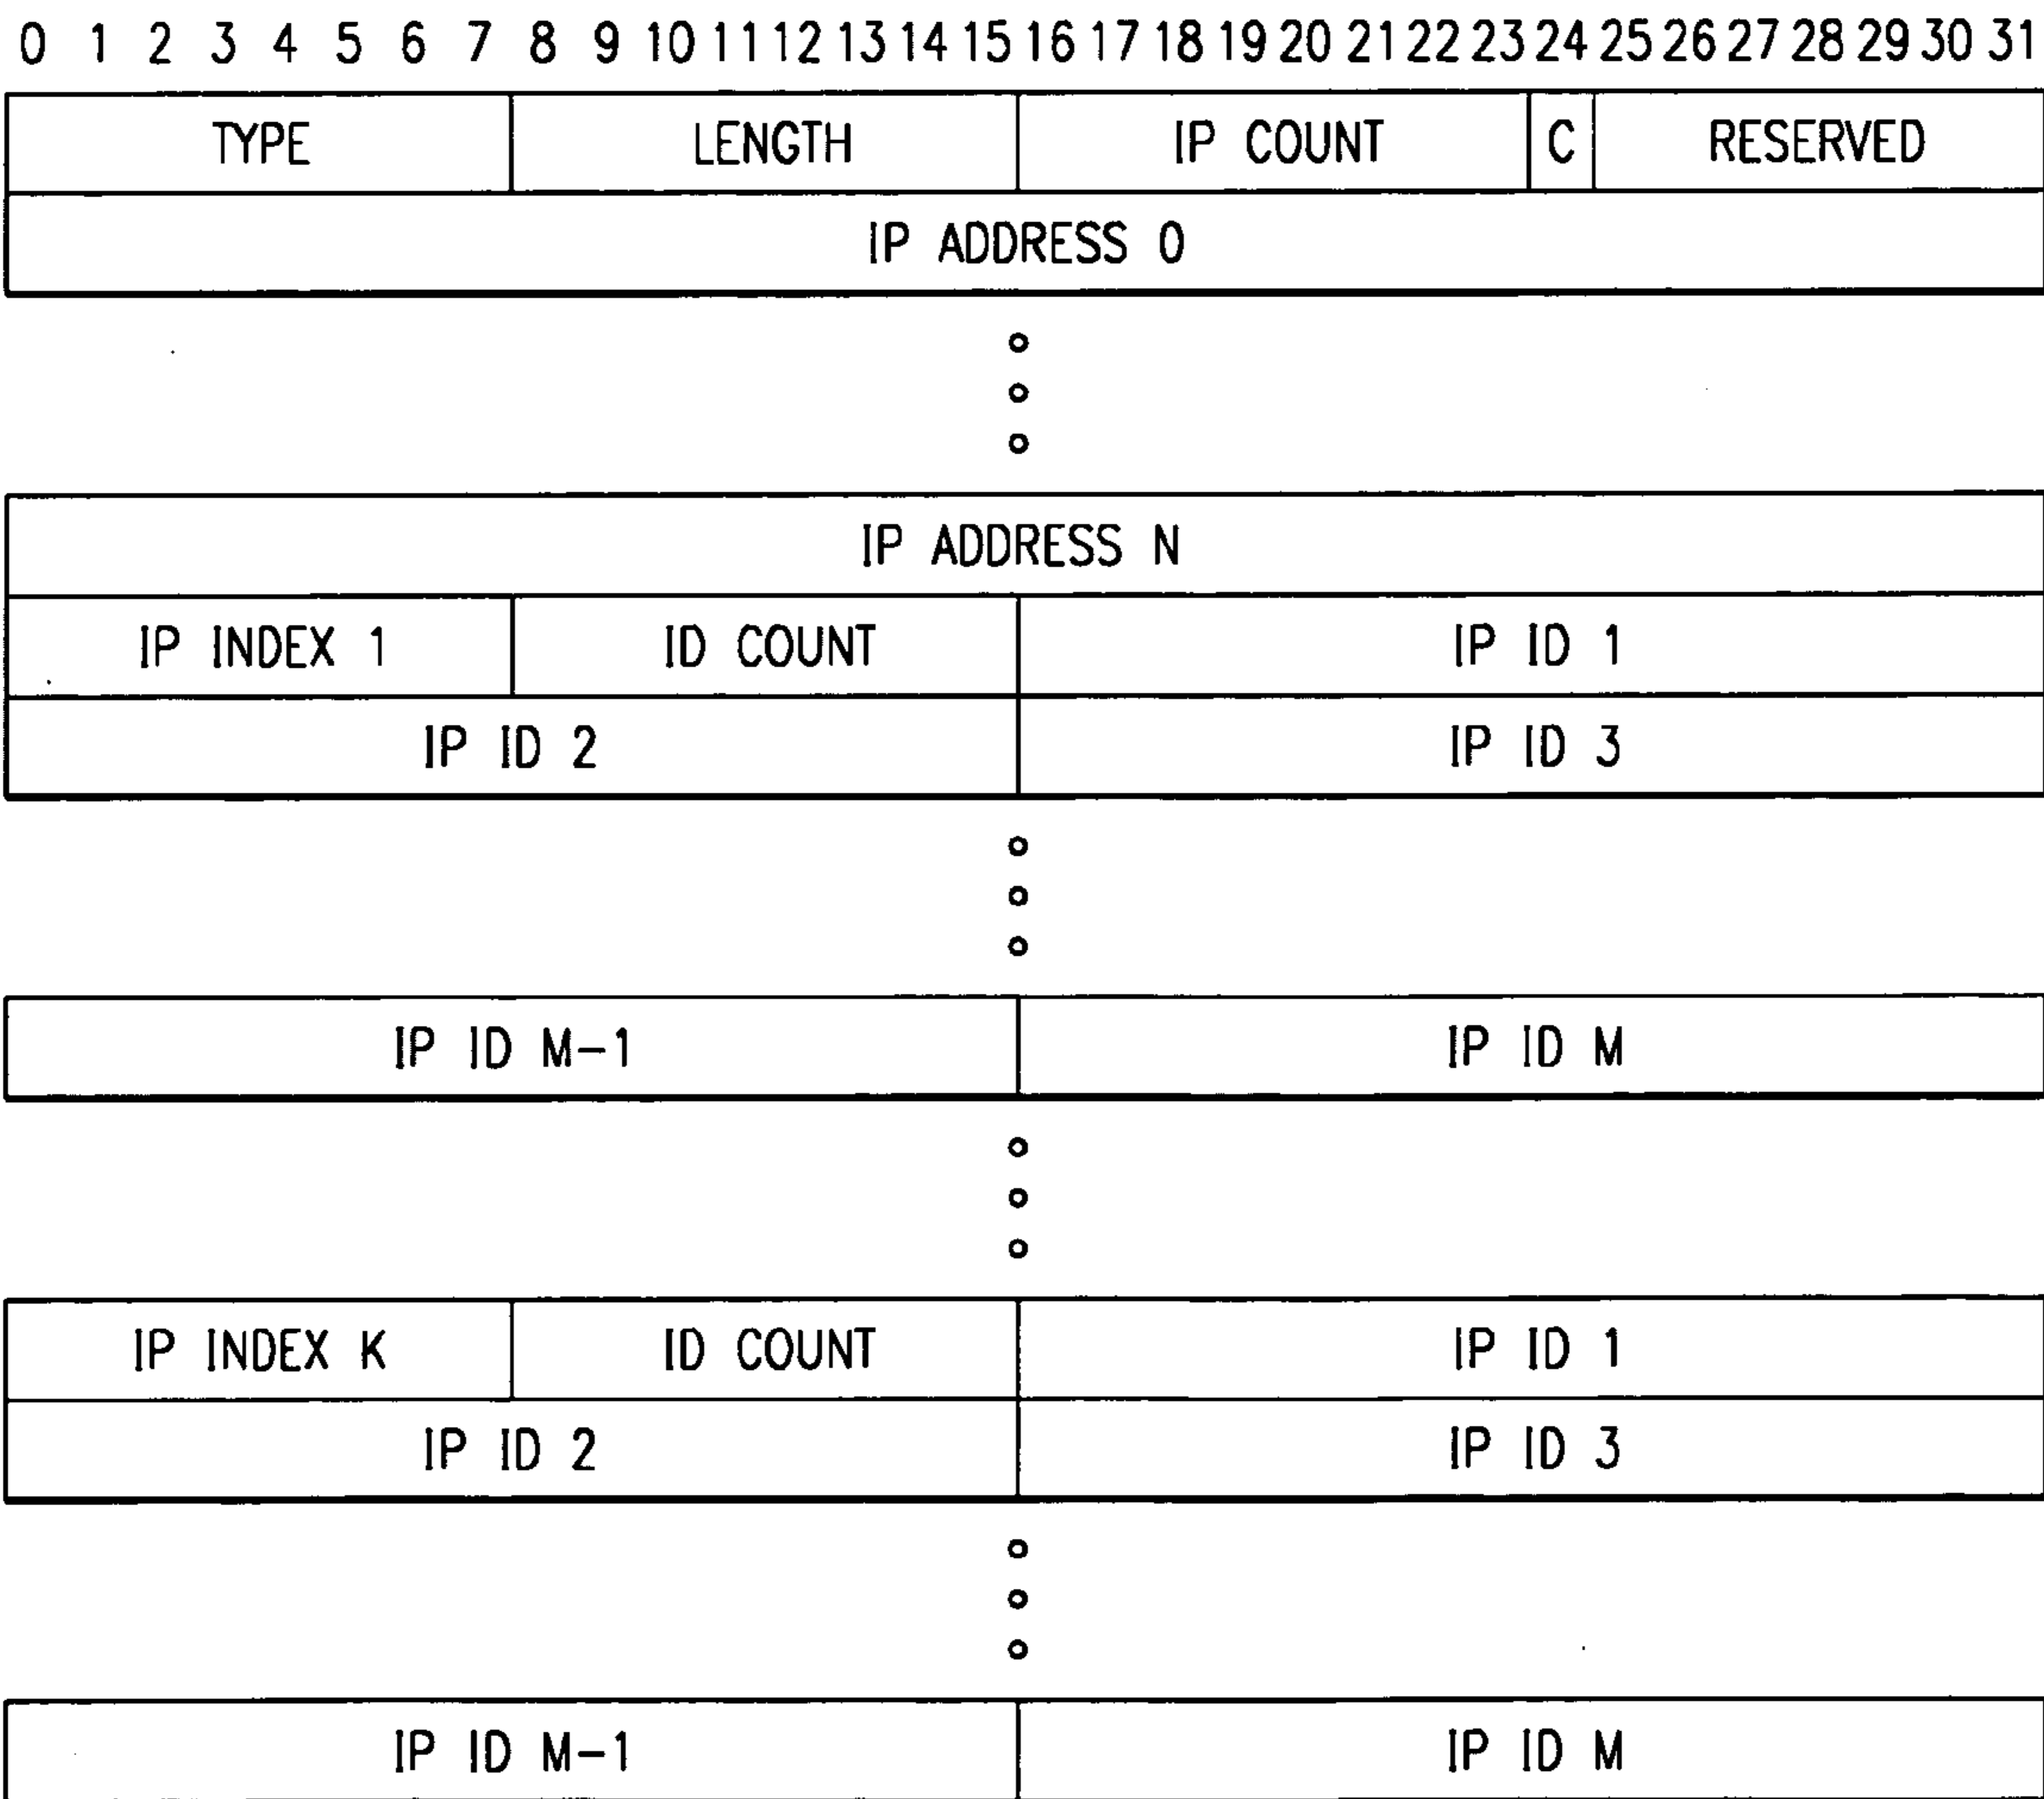 0 1 2 3 4 5 6 7 8 9 10 11 12 13 14 15 16 17 18 19 20 21 22 23 24 25 26 27 28 29 30 31
TYPE LENGTH IP COUNT C RESERVED
IP ADDRESS 0
IP ADDRESS N
IP INDEX 1 ID COUNT IP ID 1
IP ID 2 IP ID 3
IP ID M-1 IP ID M
IP INDEX K ID COUNT IP ID 1
IP ID 2 IP ID 3
IP ID M-1 IP ID M